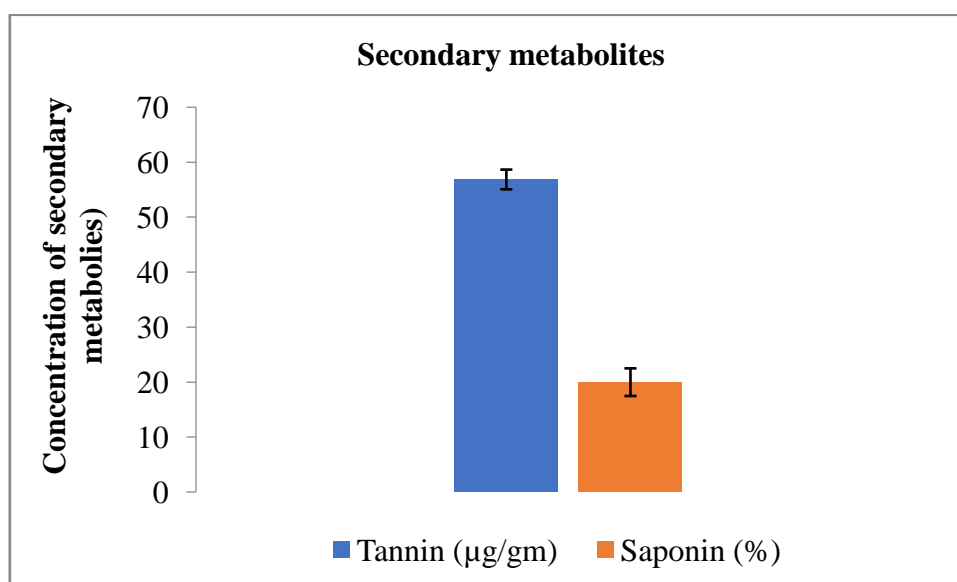 Secondary metabolites
Concentration of secondary
metabolies)
70
60
50
40
30
20
10
0
Tannin (µg/gm) Saponin (%)